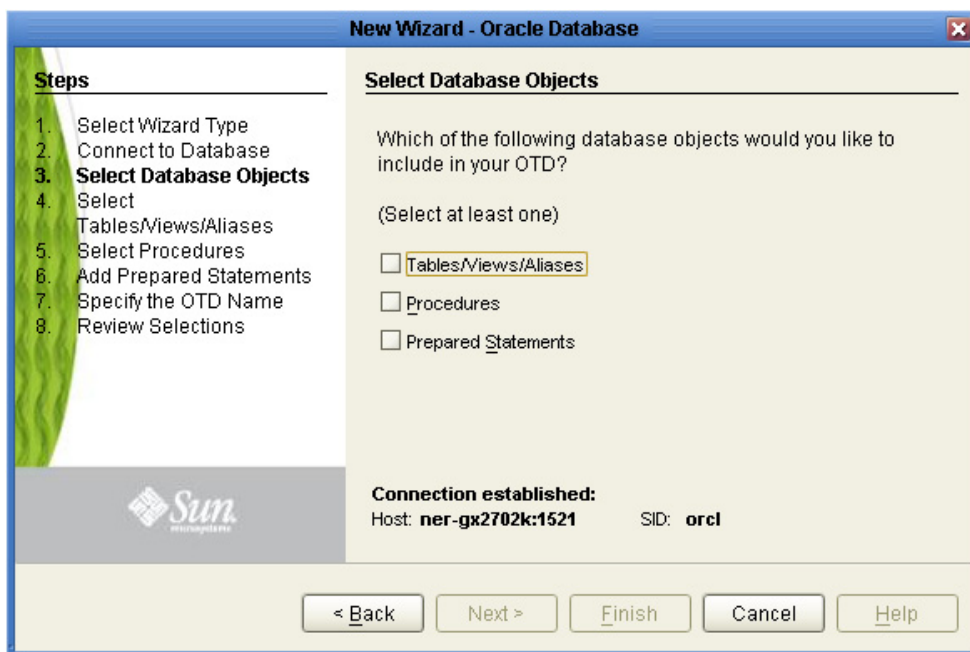 New Wizard - Oracle Database
Steps
1. Select Wizard Type
2. Connect to Database
3. Select Database Objects
4. Select
Tables/Views/Aliases
5. Select Procedures
6. Add Prepared Statements
7. Specify the OTD Name
8. Review Selections
Sun
microsystems
Select Database Objects
Which of the following database objects would you like to
include in your OTD?
(Select at least one)
Tables/Views/Aliases
Procedures
Prepared Statements
Connection established:
Host: ner-gx2702k:1521 SID: orcl
< Back Next > Finish Cancel Help